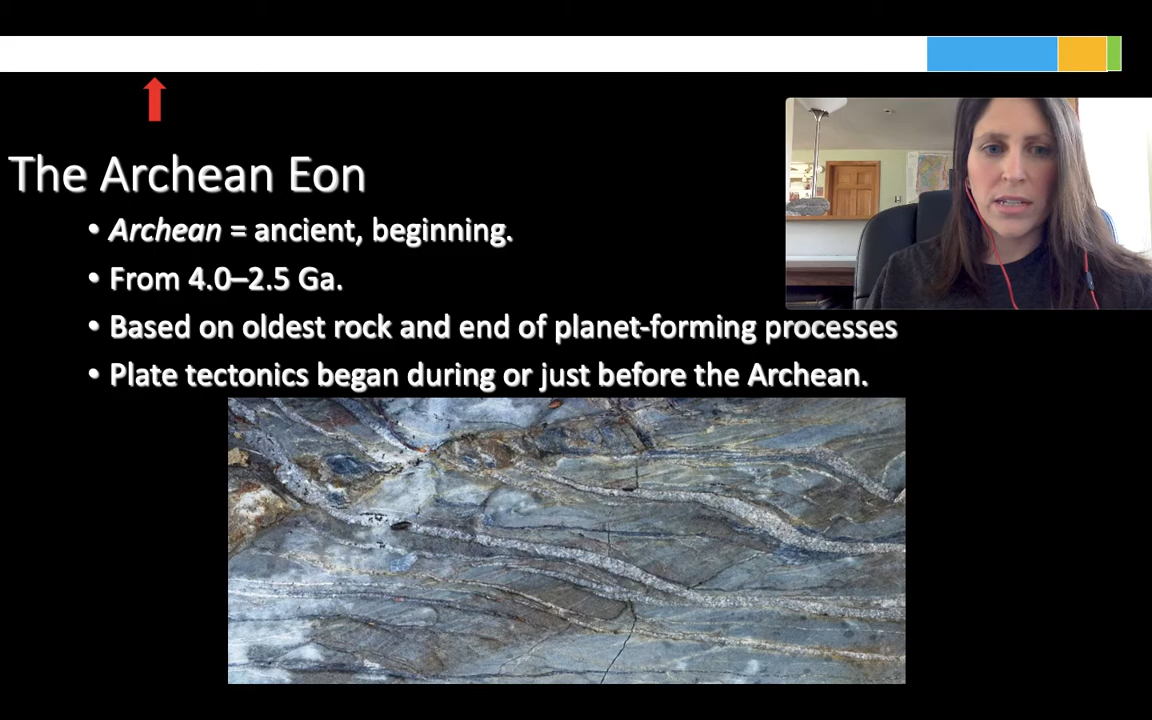 The Archean Eon
• Archean = ancient, beginning.
• From 4.0–2.5 Ga.
• Based on oldest rock and end of planet-forming processes
• Plate tectonics began during or just before the Archean.